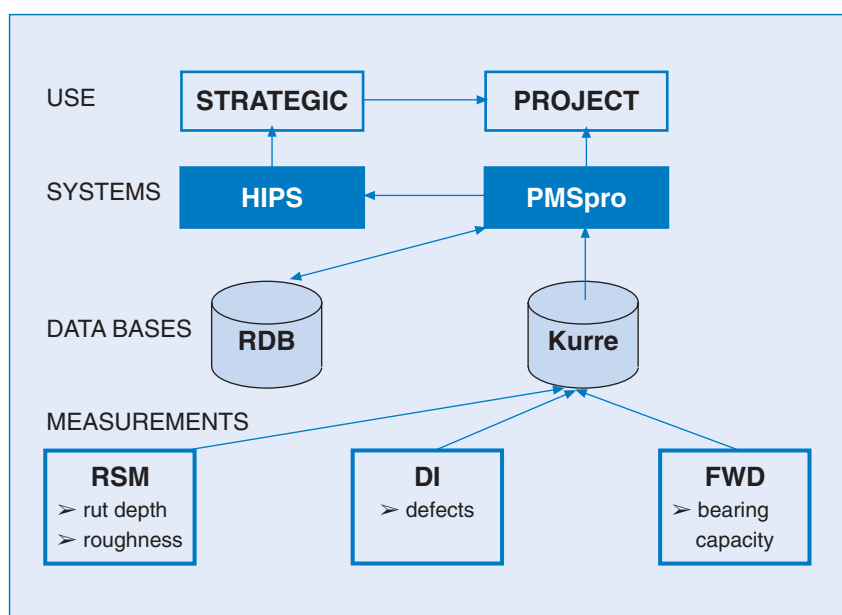 USE
STRATEGIC
PROJECT
SYSTEMS
HIPS
PMSpro
DATA BASES
RDB
Kurre
MEASUREMENTS
RSM
➢ rut depth
➢ roughness
DI
➢ defects
FWD
➢ bearing
capacity